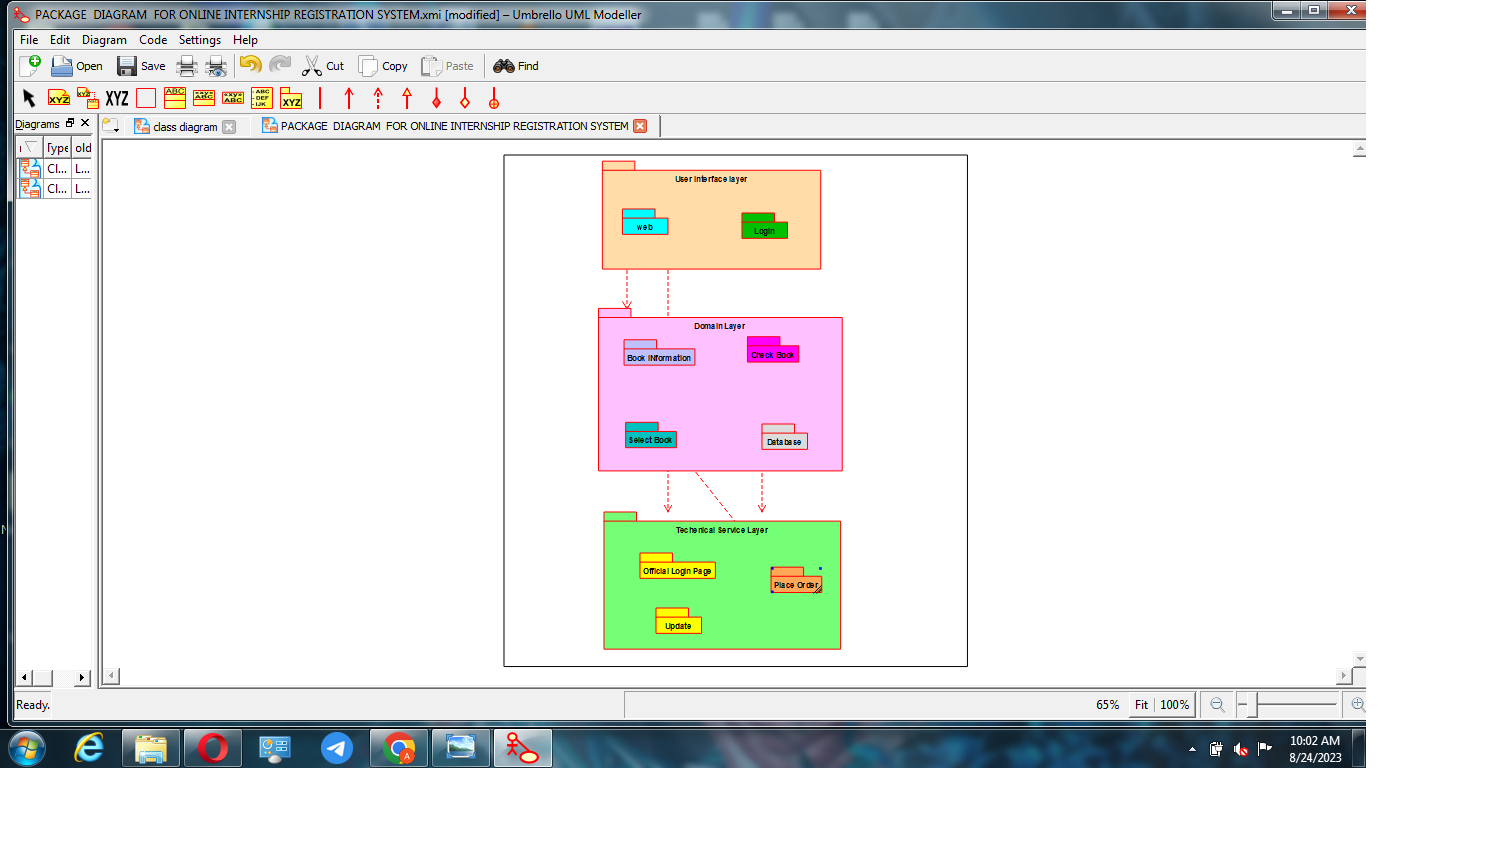 PACKAGE DIAGRAM FOR ONLINE INTERNSHIP REGISTRATION SYSTEM.xmi [modified] – Umbrello UML Modeller
File Edit Diagram Code Settings Help
Open Save Cut Copy Paste Find
XYZ XYZ XYZ ABC «xy» ABC «xy» ABC ABC - DEF - IJK XYZ
Diagrams
class diagram
PACKAGE DIAGRAM FOR ONLINE INTERNSHIP REGISTRATION SYSTEM
Type old
Cl... L...
Cl... L...
User interface layer
web
Login
Domain Layer
Book INformation
Check Book
Select Book
Database
Techenical Service Layer
Official Login Page
Place Order
Update
Ready.
65% Fit 100%
A
10:02 AM
8/24/2023